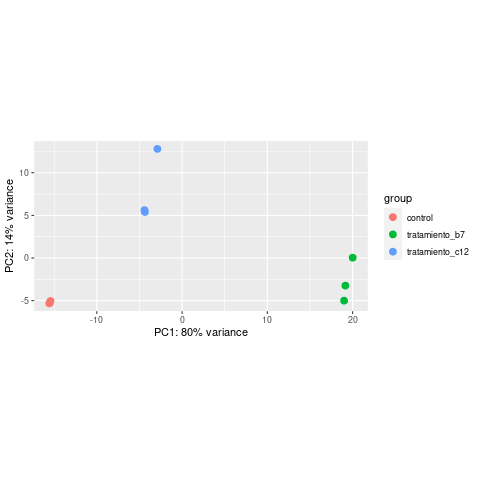 10
5
0
-5
PC2: 14% variance
-10
0
10
20
PC1: 80% variance
group
control
tratamiento_b7
tratamiento_c12